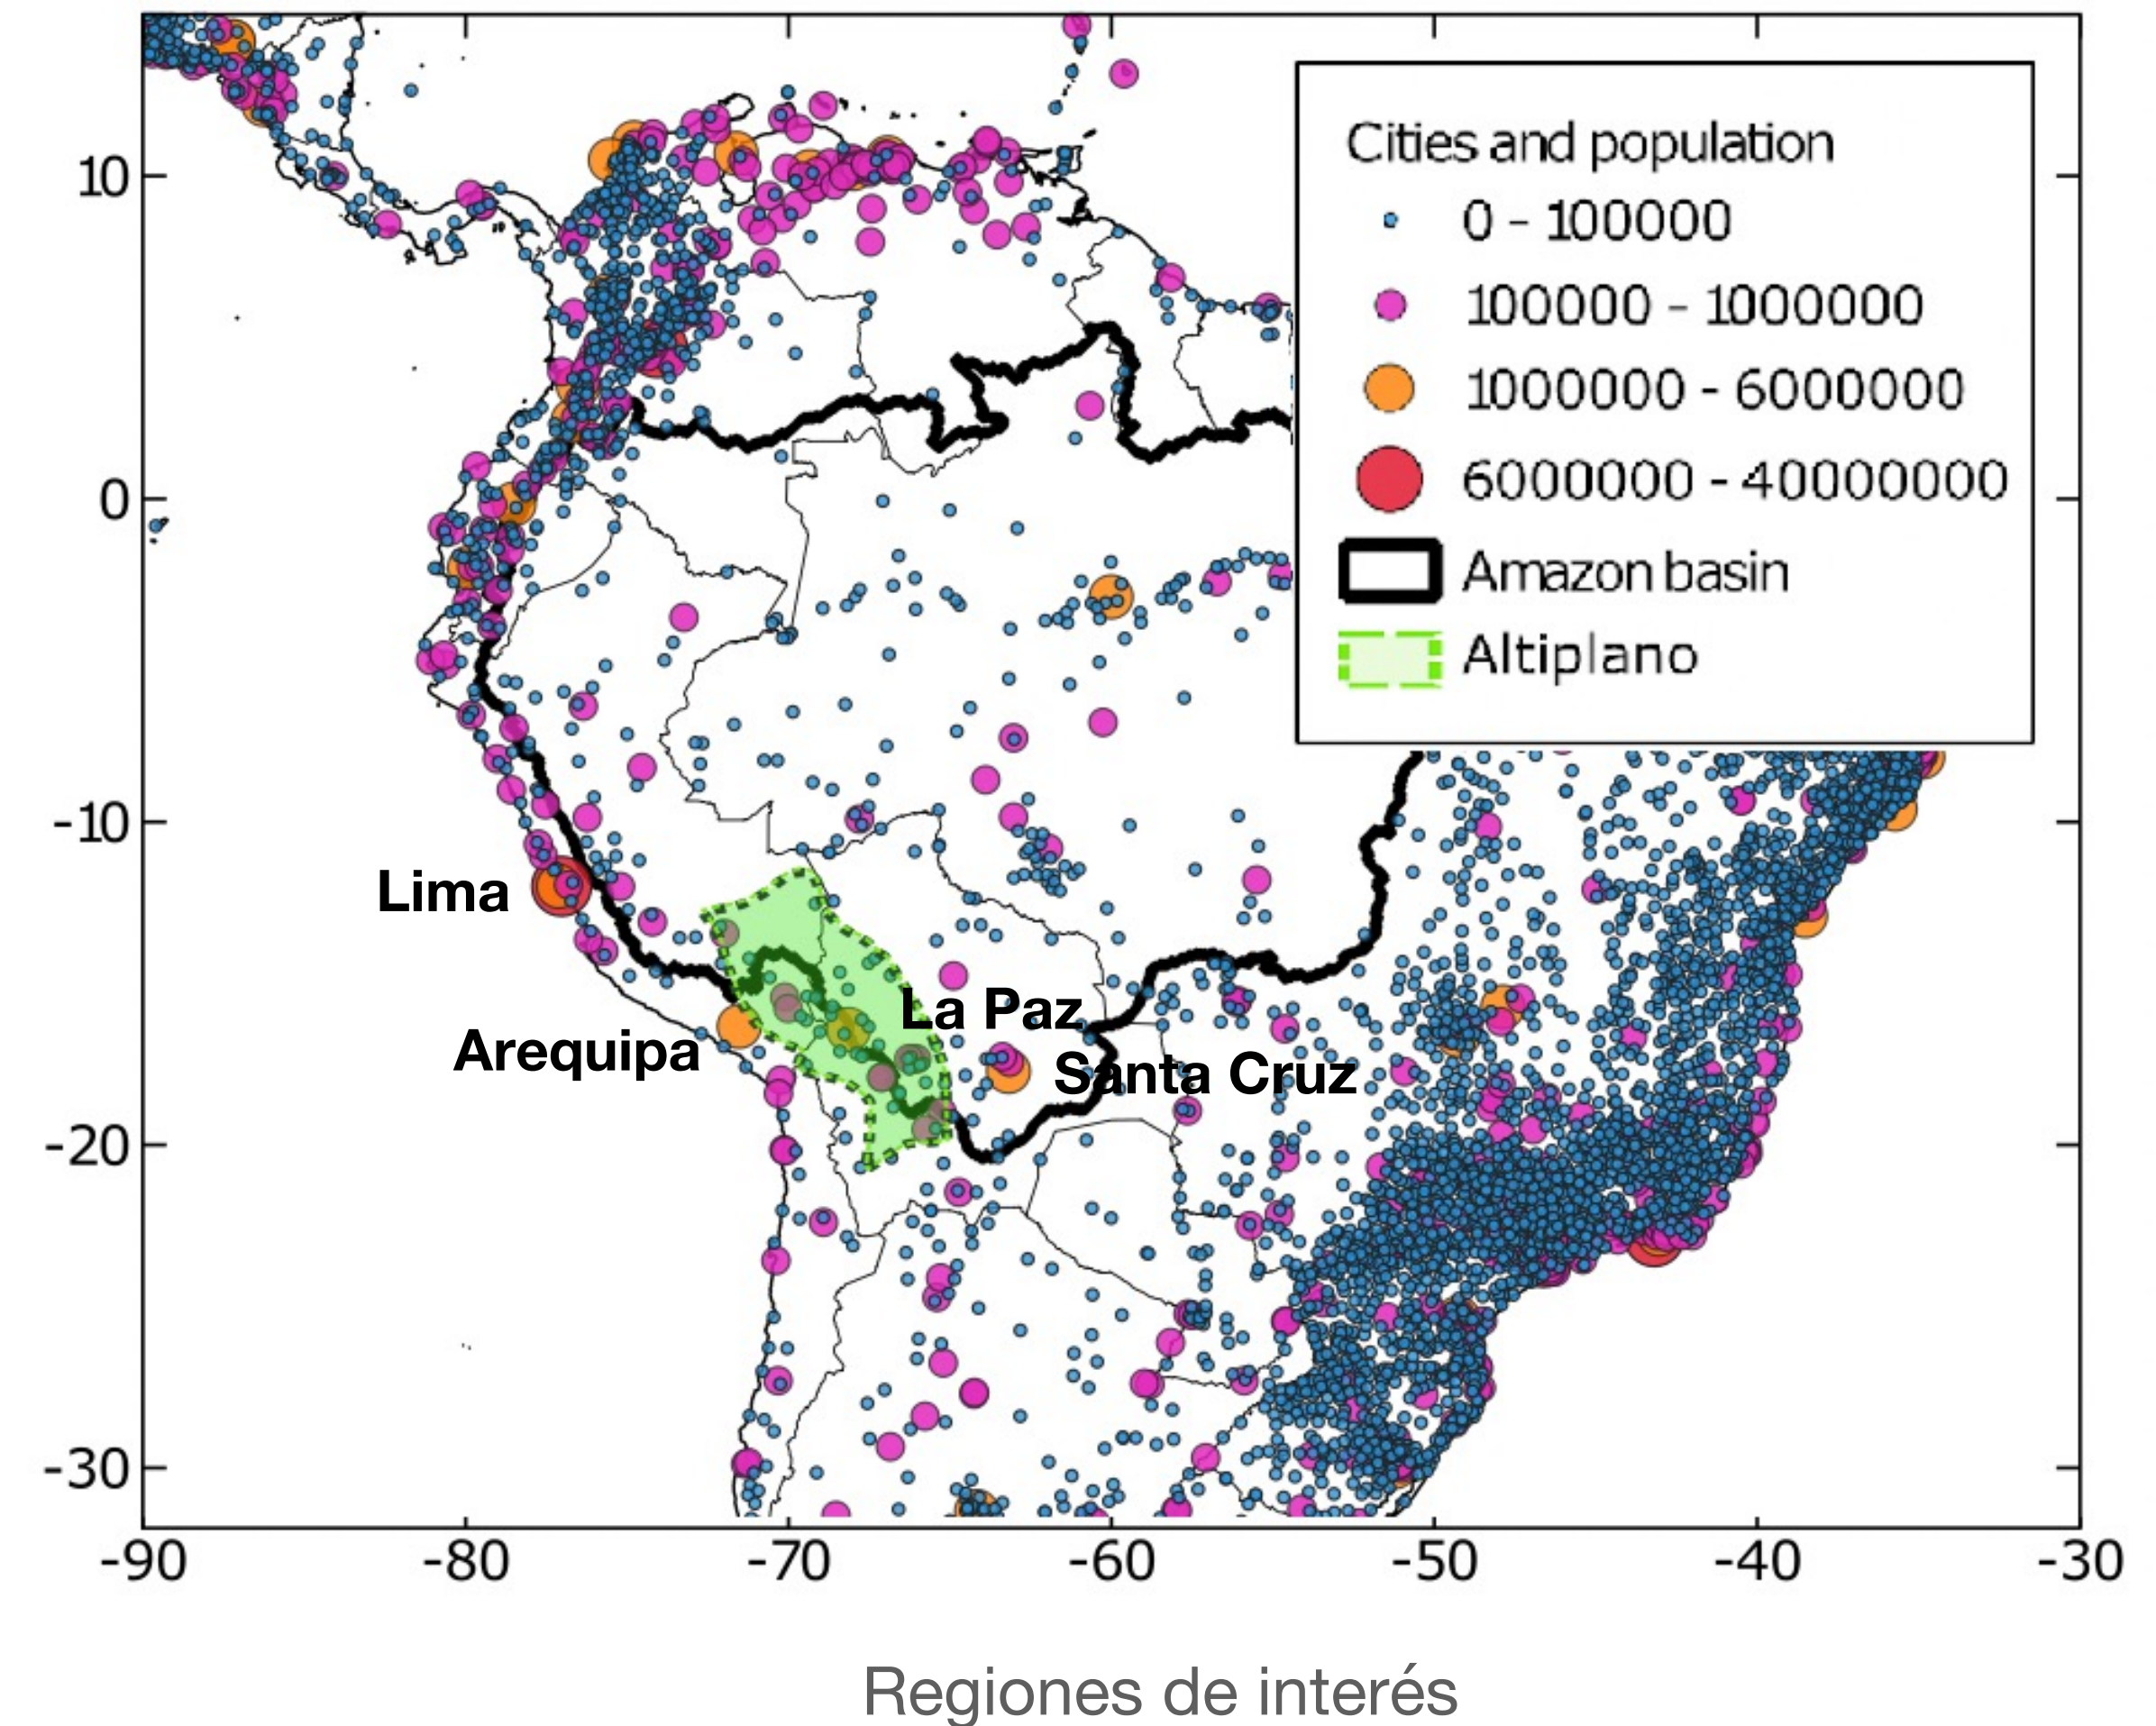 Cities and population
0 - 100000
100000 - 1000000
1000000 - 6000000
6000000 - 40000000
Amazon basin
Altiplano
10
0
-10
-20
-30
Lima
La Paz
Arequipa
Santa Cruz
-90 -80 -70 -60 -50 -40 -30
Regiones de interés